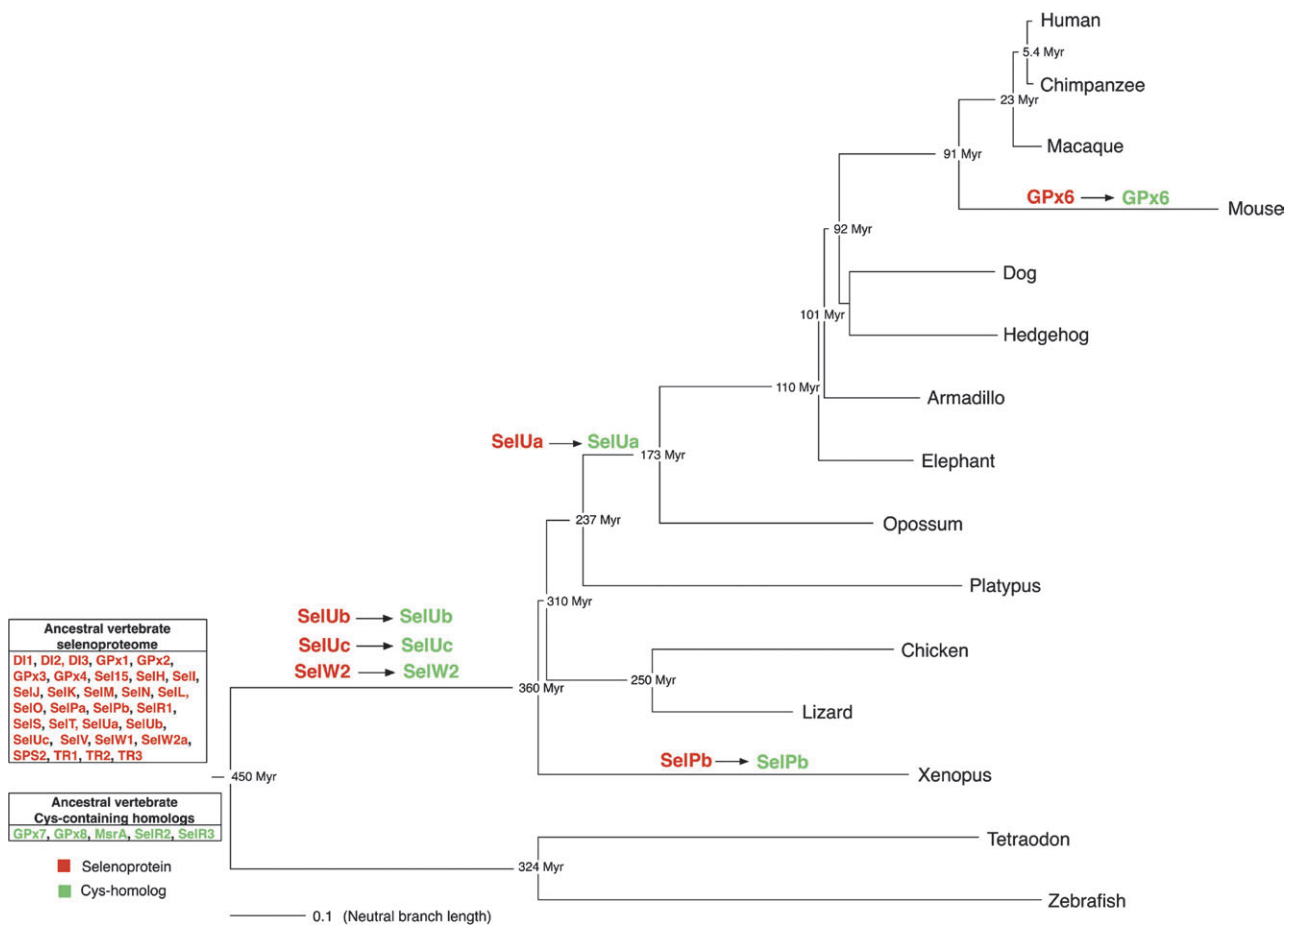 Human
5.4 Myr
Chimpanzee
23 Myr
Macaque
91 Myr
GPx6 → GPx6
Mouse
92 Myr
Dog
101 Myr
Hedgehog
110 Myr
Armadillo
SelUa → SelUa
173 Myr
Elephant
237 Myr
Opossum
Platypus
310 Myr
SelUb → SelUb
SelUc → SelUc
SelW2 → SelW2
360 Myr
Chicken
250 Myr
Lizard
SelPb → SelPb
Xenopus
Ancestral vertebrate
selenoproteome
DI1, DI2, DI3, GPx1, GPx2,
GPx3, GPx4, Sel15, SelH, SelI,
SelJ, SelK, SelM, SelN, SelL,
SelO, SelPa, SelPb, SelR1,
SelS, SelT, SelUa, SelUb,
SelUc, SelV, SelW1, SelW2a,
SPS2, TR1, TR2, TR3
450 Myr
Ancestral vertebrate
Cys-containing homologs
GPx7, GPx8, MsrA, SelR2, SelR3
Tetraodon
324 Myr
Zebrafish
Selenoprotein
Cys-homolog
0.1 (Neutral branch length)